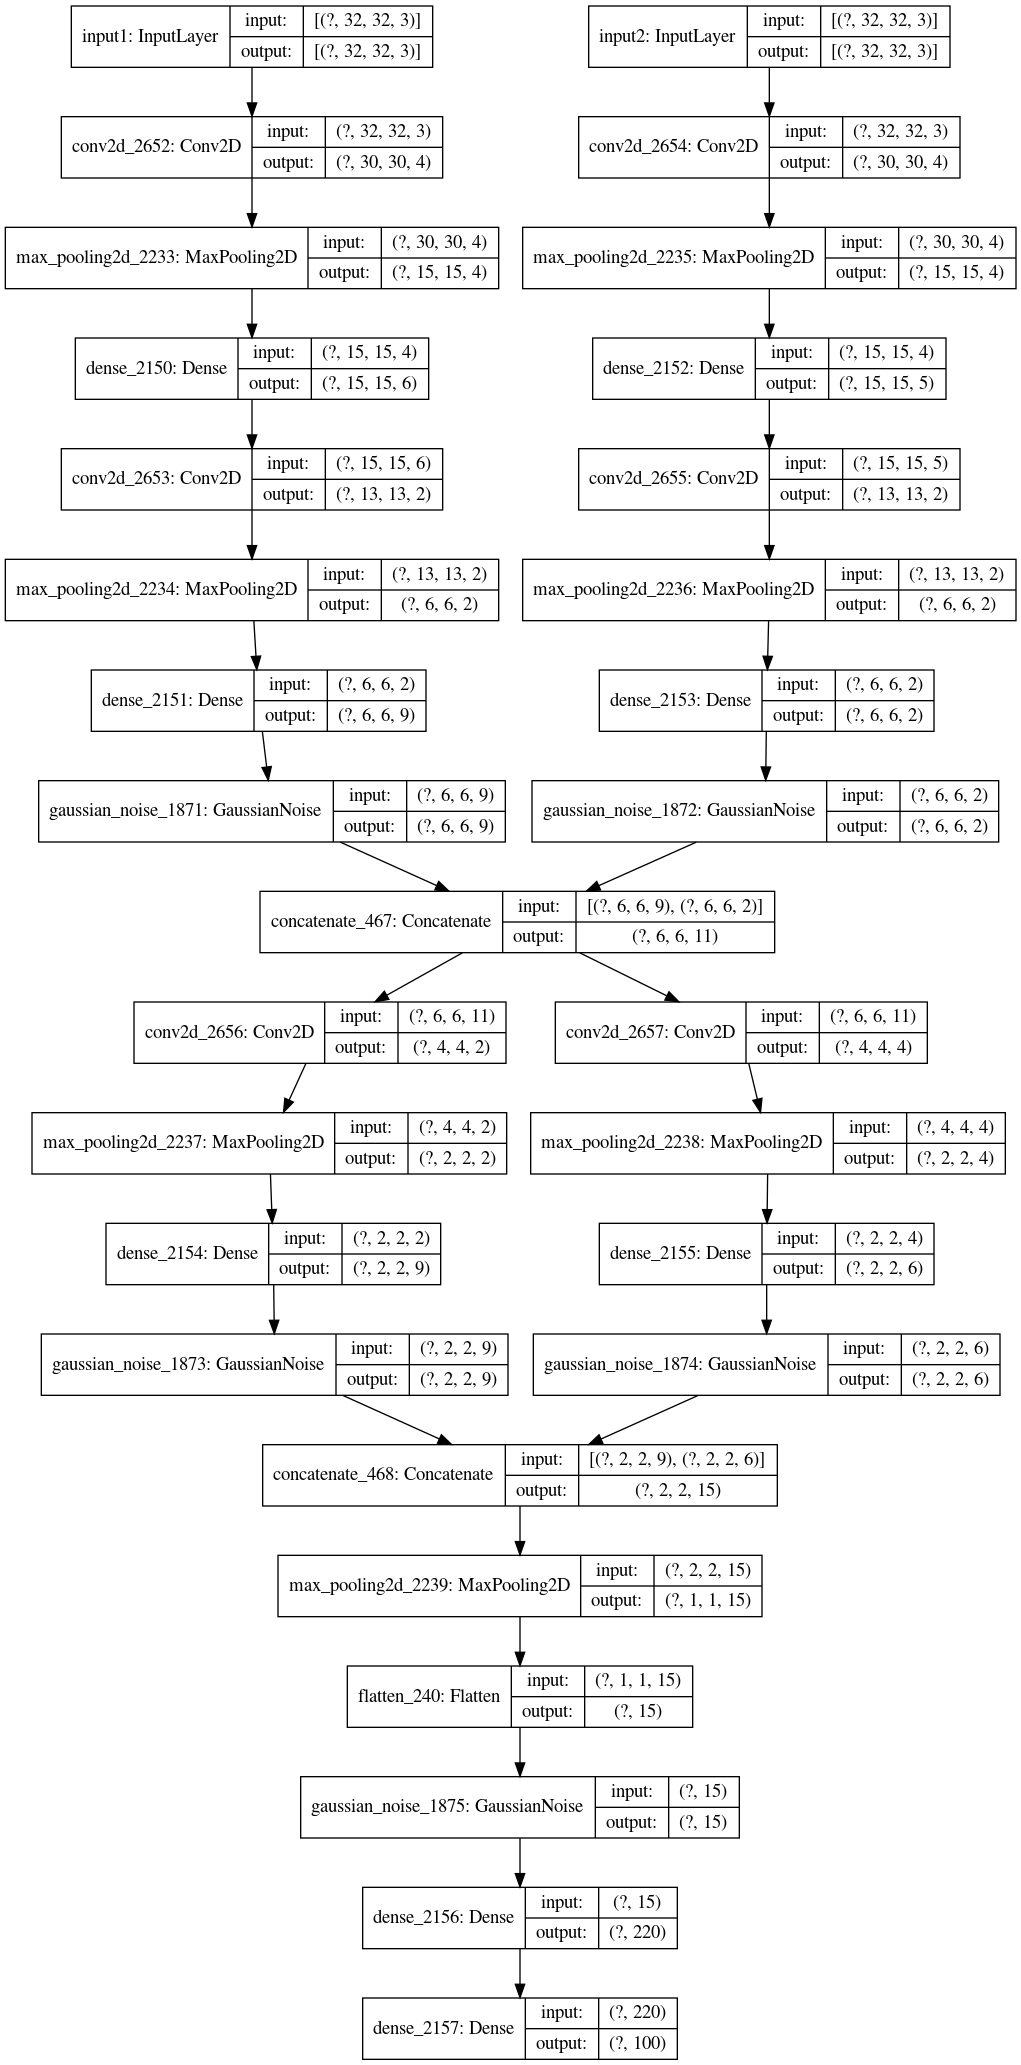 input1: InputLayer
input: [(?, 32, 32, 3)]
output: [(?, 32, 32, 3)]
input2: InputLayer
input: [(?, 32, 32, 3)]
output: [(?, 32, 32, 3)]
conv2d_2652: Conv2D
input: (?, 32, 32, 3)
output: (?, 30, 30, 4)
conv2d_2654: Conv2D
input: (?, 32, 32, 3)
output: (?, 30, 30, 4)
max_pooling2d_2233: MaxPooling2D
input: (?, 30, 30, 4)
output: (?, 15, 15, 4)
max_pooling2d_2235: MaxPooling2D
input: (?, 30, 30, 4)
output: (?, 15, 15, 4)
dense_2150: Dense
input: (?, 15, 15, 4)
output: (?, 15, 15, 6)
dense_2152: Dense
input: (?, 15, 15, 4)
output: (?, 15, 15, 5)
conv2d_2653: Conv2D
input: (?, 15, 15, 6)
output: (?, 13, 13, 2)
conv2d_2655: Conv2D
input: (?, 15, 15, 5)
output: (?, 13, 13, 2)
max_pooling2d_2234: MaxPooling2D
input: (?, 13, 13, 2)
output: (?, 6, 6, 2)
max_pooling2d_2236: MaxPooling2D
input: (?, 13, 13, 2)
output: (?, 6, 6, 2)
dense_2151: Dense
input: (?, 6, 6, 2)
output: (?, 6, 6, 9)
dense_2153: Dense
input: (?, 6, 6, 2)
output: (?, 6, 6, 2)
gaussian_noise_1871: GaussianNoise
input: (?, 6, 6, 9)
output: (?, 6, 6, 9)
gaussian_noise_1872: GaussianNoise
input: (?, 6, 6, 2)
output: (?, 6, 6, 2)
concatenate_467: Concatenate
input: [(?, 6, 6, 9), (?, 6, 6, 2)]
output: (?, 6, 6, 11)
conv2d_2656: Conv2D
input: (?, 6, 6, 11)
output: (?, 4, 4, 2)
conv2d_2657: Conv2D
input: (?, 6, 6, 11)
output: (?, 4, 4, 4)
max_pooling2d_2237: MaxPooling2D
input: (?, 4, 4, 2)
output: (?, 2, 2, 2)
max_pooling2d_2238: MaxPooling2D
input: (?, 4, 4, 4)
output: (?, 2, 2, 4)
dense_2154: Dense
input: (?, 2, 2, 2)
output: (?, 2, 2, 9)
dense_2155: Dense
input: (?, 2, 2, 4)
output: (?, 2, 2, 6)
gaussian_noise_1873: GaussianNoise
input: (?, 2, 2, 9)
output: (?, 2, 2, 9)
gaussian_noise_1874: GaussianNoise
input: (?, 2, 2, 6)
output: (?, 2, 2, 6)
concatenate_468: Concatenate
input: [(?, 2, 2, 9), (?, 2, 2, 6)]
output: (?, 2, 2, 15)
max_pooling2d_2239: MaxPooling2D
input: (?, 2, 2, 15)
output: (?, 1, 1, 15)
flatten_240: Flatten
input: (?, 1, 1, 15)
output: (?, 15)
gaussian_noise_1875: GaussianNoise
input: (?, 15)
output: (?, 15)
dense_2156: Dense
input: (?, 15)
output: (?, 220)
dense_2157: Dense
input: (?, 220)
output: (?, 100)